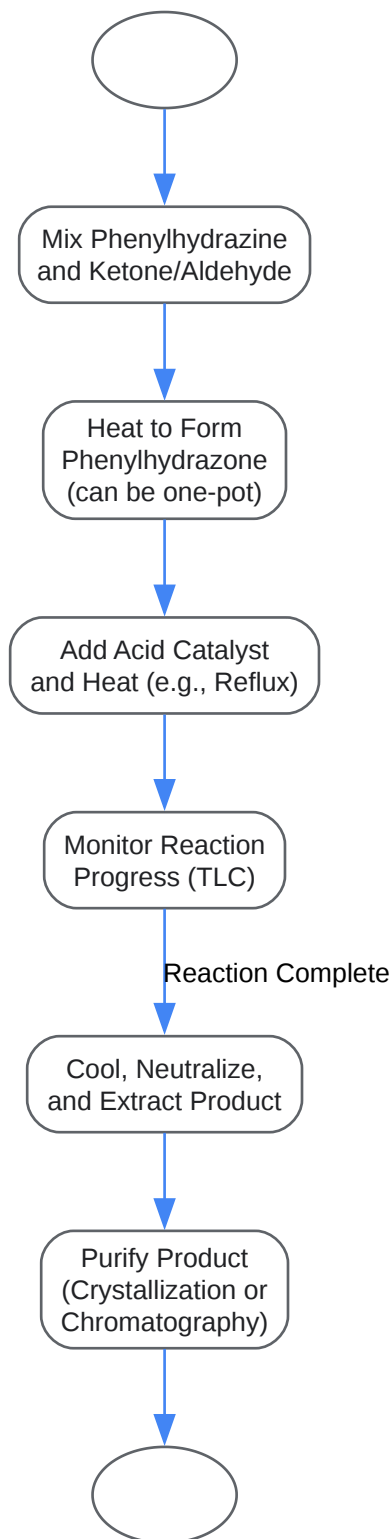 Mix Phenylhydrazine
and Ketone/Aldehyde
Heat to Form
Phenylhydrazone
(can be one-pot)
Add Acid Catalyst
and Heat (e.g., Reflux)
Monitor Reaction
Progress (TLC)
Reaction Complete
Cool, Neutralize,
and Extract Product
Purify Product
(Crystallization or
Chromatography)